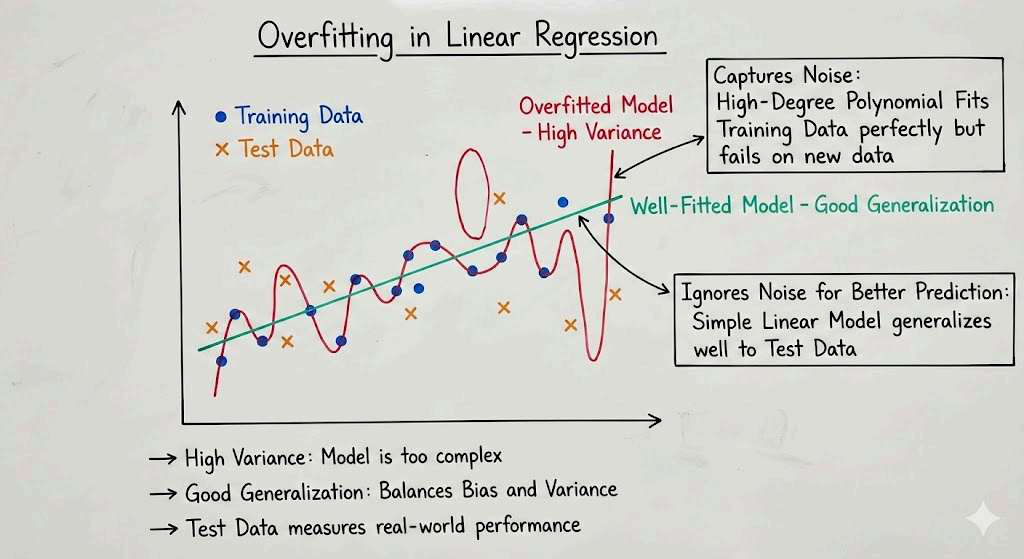 Overfitting in Linear Regression
Training Data
Test Data
Overfitted Model
- High Variance
Captures Noise:
High-Degree Polynomial Fits
Training Data perfectly but
fails on new data
Well-Fitted Model - Good Generalization
Ignores Noise for Better Prediction:
Simple Linear Model generalizes
well to Test Data
→ High Variance: Model is too complex
→ Good Generalization: Balances Bias and Variance
→ Test Data measures real-world performance